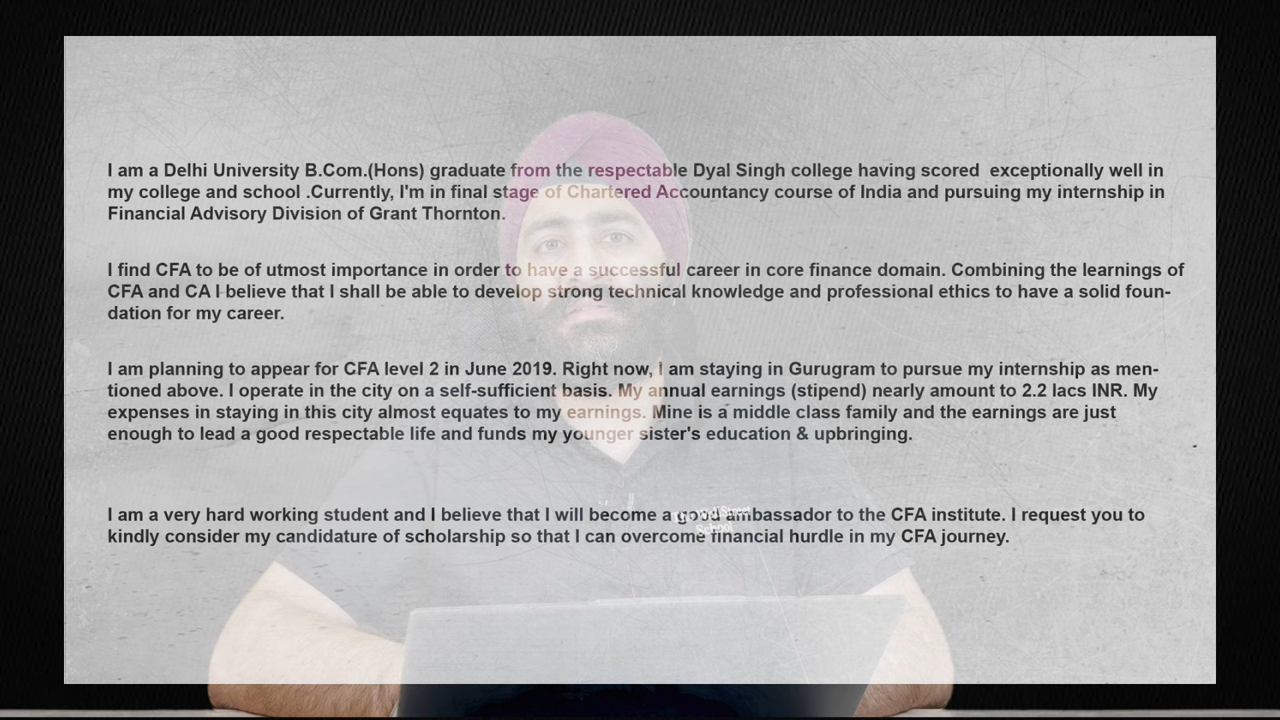 I am a Delhi University B.Com.(Hons) graduate from the respectable Dyal Singh college having scored  exceptionally well in
my college and school .Currently, I'm in final stage of Chartered Accountancy course of India and pursuing my internship in
Financial Advisory Division of Grant Thornton.
I find CFA to be of utmost importance in order to have a successful career in core finance domain. Combining the learnings of
CFA and CA I believe that I shall be able to develop strong technical knowledge and professional ethics to have a solid foun-
dation for my career.
I am planning to appear for CFA level 2 in June 2019. Right now, I am staying in Gurugram to pursue my internship as men-
tioned above. I operate in the city on a self-sufficient basis. My annual earnings (stipend) nearly amount to 2.2 lacs INR. My
expenses in staying in this city almost equates to my earnings. Mine is a middle class family and the earnings are just
enough to lead a good respectable life and funds my younger sister's education & upbringing.
I am a very hard working student and I believe that I will become a good ambassador to the CFA institute. I request you to
School
kindly consider my candidature of scholarship so that I can overcome financial hurdle in my CFA journey.